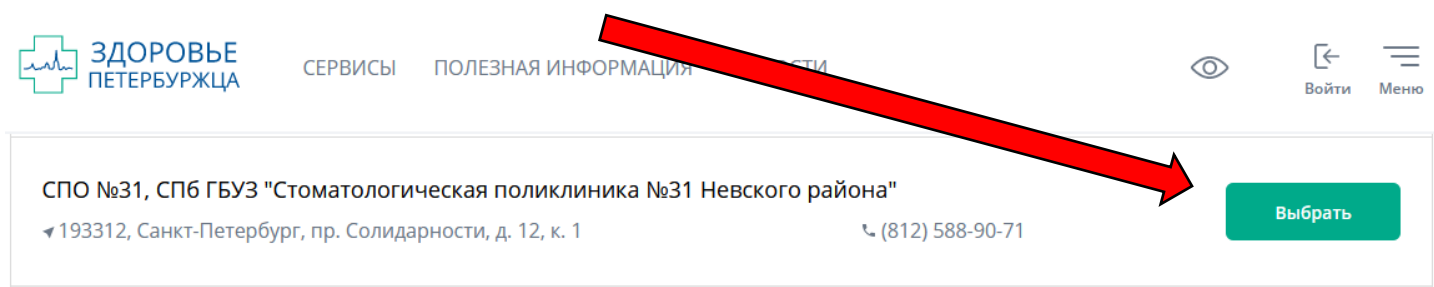 ЗДОРОВЬЕ
ПЕТЕРБУРЖЦА
СЕРВИСЫ ПОЛЕЗНАЯ ИНФОРМАЦИЯ
Войти Меню
СПО №31, СПб ГБУЗ "Стоматологическая поликлиника №31 Невского района"
193312, Санкт-Петербург, пр. Солидарности, д. 12, к. 1 (812) 588-90-71
Выбрать